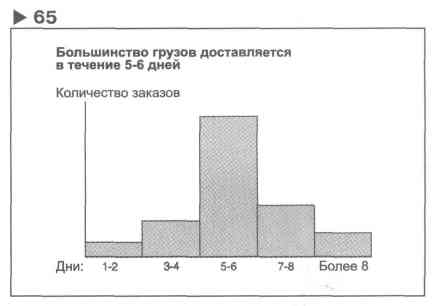 ▶ 65
Большинство грузов доставляется
в течение 5-6 дней
Количество заказов
Дни: 1-2 3-4 5-6 7-8 Более 8